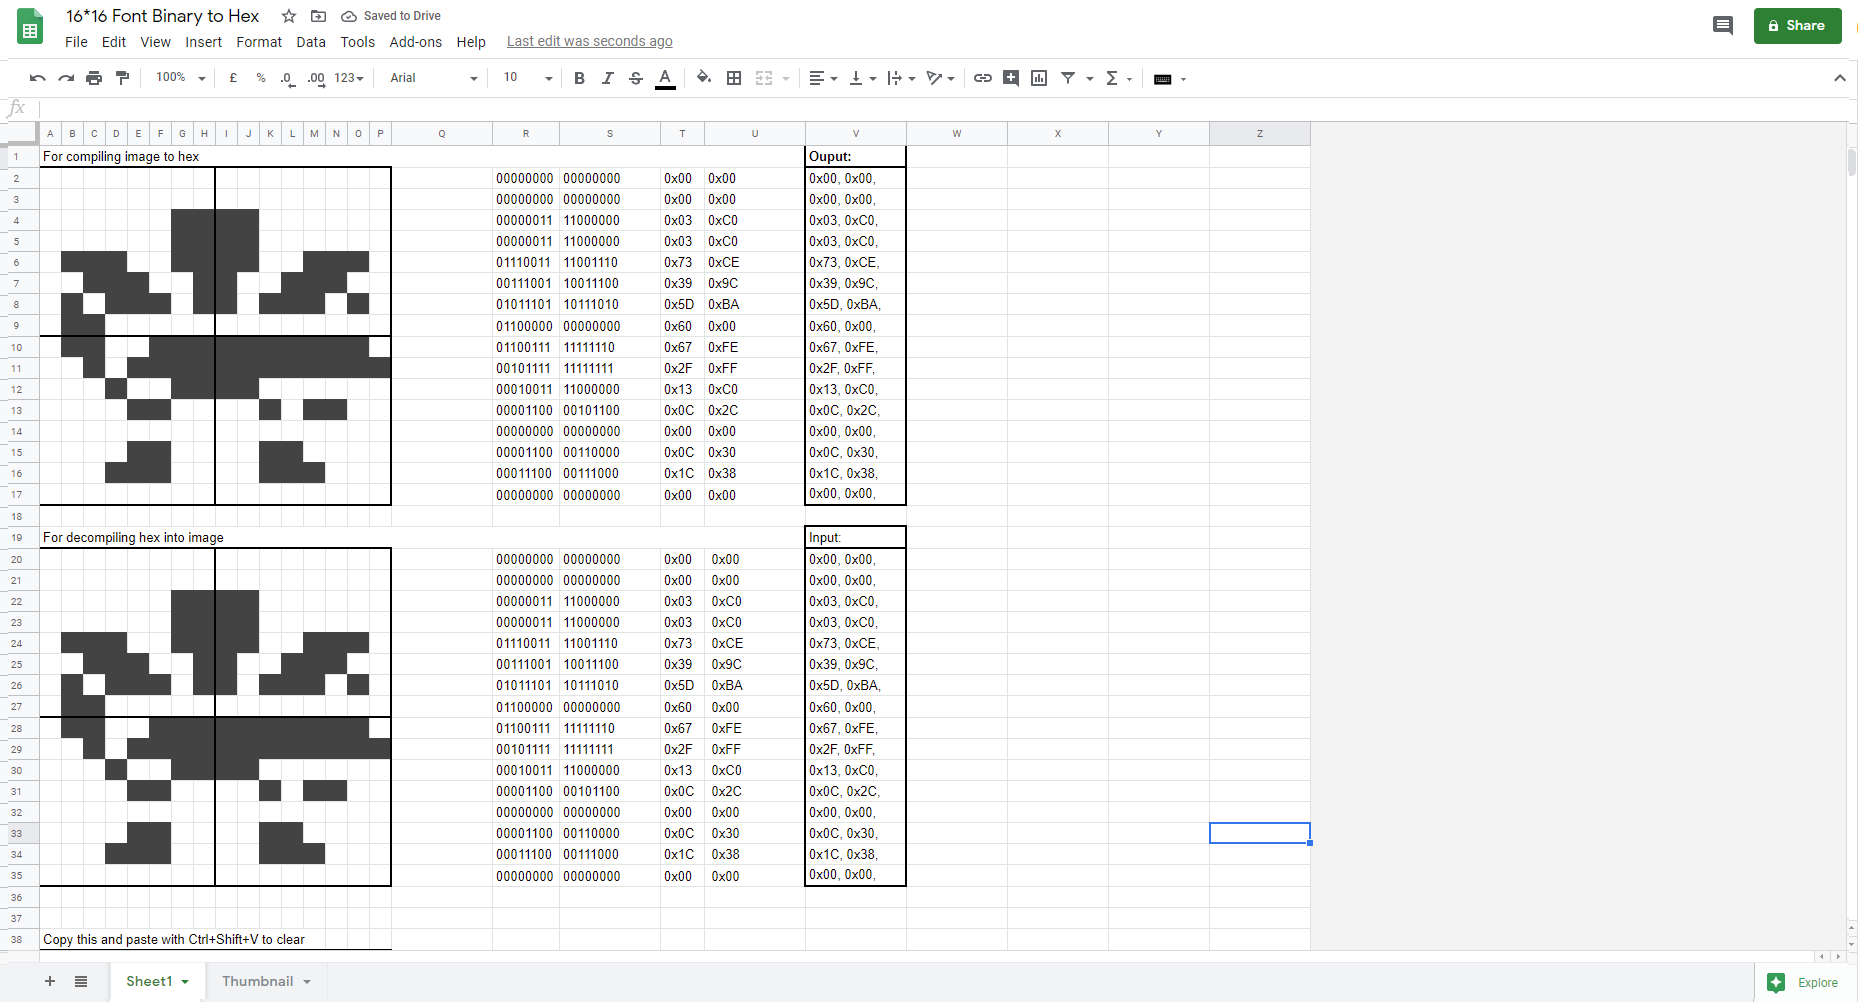 16*16 Font Binary to Hex Saved to Drive
File Edit View Insert Format Data Tools Add-ons Help Last edit was seconds ago
Share
100% £ % .0 .00 123 Arial 10 B I S A
fx
A B C D E F G H I J K L M N O P Q R S T U V W X Y Z
1 For compiling image to hex Ouput:
2 00000000 00000000 0x00 0x00 0x00, 0x00,
3 00000000 00000000 0x00 0x00 0x00, 0x00,
4 00000011 11000000 0x03 0xC0 0x03, 0xC0,
5 00000011 11000000 0x03 0xC0 0x03, 0xC0,
6 01110011 11001110 0x73 0xCE 0x73, 0xCE,
7 00111001 10011100 0x39 0x9C 0x39, 0x9C,
8 01011101 10111010 0x5D 0xBA 0x5D, 0xBA,
9 01100000 00000000 0x60 0x00 0x60, 0x00,
10 01100111 11111110 0x67 0xFE 0x67, 0xFE,
11 00101111 11111111 0x2F 0xFF 0x2F, 0xFF,
12 00010011 11000000 0x13 0xC0 0x13, 0xC0,
13 00001100 00101100 0x0C 0x2C 0x0C, 0x2C,
14 00000000 00000000 0x00 0x00 0x00, 0x00,
15 00001100 00110000 0x0C 0x30 0x0C, 0x30,
16 00011100 00111000 0x1C 0x38 0x1C, 0x38,
17 00000000 00000000 0x00 0x00 0x00, 0x00,
18
19 For decompiling hex into image Input:
20 00000000 00000000 0x00 0x00 0x00, 0x00,
21 00000000 00000000 0x00 0x00 0x00, 0x00,
22 00000011 11000000 0x03 0xC0 0x03, 0xC0,
23 00000011 11000000 0x03 0xC0 0x03, 0xC0,
24 01110011 11001110 0x73 0xCE 0x73, 0xCE,
25 00111001 10011100 0x39 0x9C 0x39, 0x9C,
26 01011101 10111010 0x5D 0xBA 0x5D, 0xBA,
27 01100000 00000000 0x60 0x00 0x60, 0x00,
28 01100111 11111110 0x67 0xFE 0x67, 0xFE,
29 00101111 11111111 0x2F 0xFF 0x2F, 0xFF,
30 00010011 11000000 0x13 0xC0 0x13, 0xC0,
31 00001100 00101100 0x0C 0x2C 0x0C, 0x2C,
32 00000000 00000000 0x00 0x00 0x00, 0x00,
33 00001100 00110000 0x0C 0x30 0x0C, 0x30,
34 00011100 00111000 0x1C 0x38 0x1C, 0x38,
35 00000000 00000000 0x00 0x00 0x00, 0x00,
36
37
38 Copy this and paste with Ctrl+Shift+V to clear
Sheet1 Thumbnail Explore